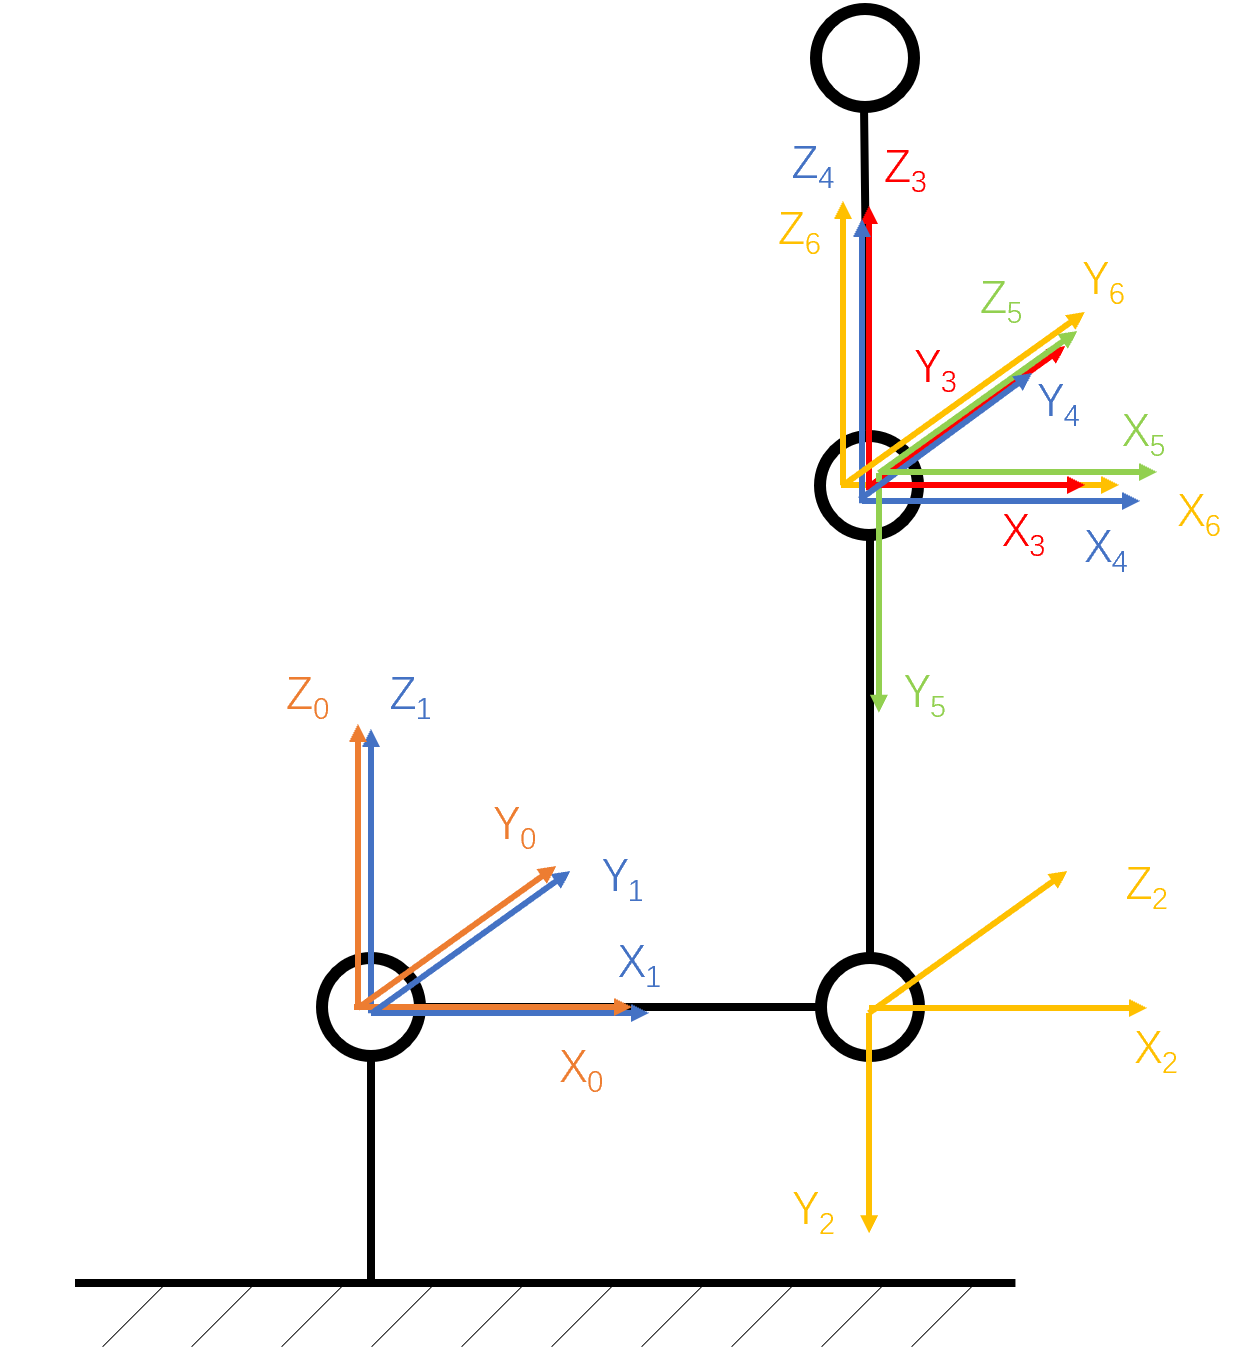 Z₄
Z₃
Z₆
Y₆
Z₅
Y₃
Y₄
X₅
X₆
X₃
X₄
Z₀
Z₁
Y₅
Y₀
Y₁
Z₂
X₁
X₂
X₀
Y₂